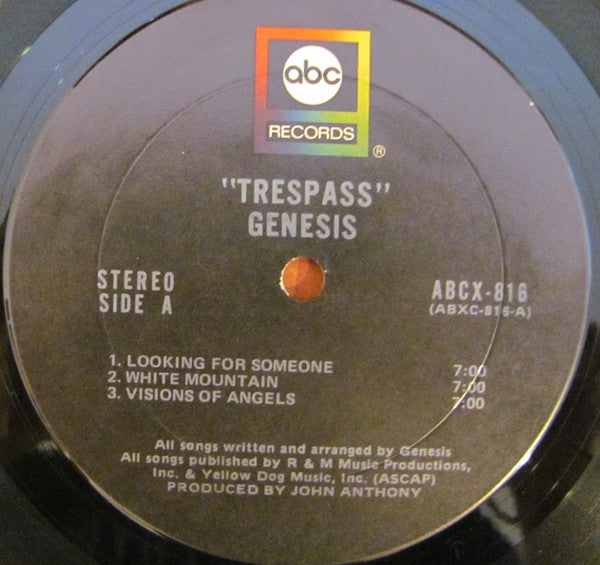 abc
RECORDS
®
"TRESPASS"
GENESIS
STEREO
SIDE A
ABCX-816
(ABXC-816-A)
1. LOOKING FOR SOMEONE 7:00
2. WHITE MOUNTAIN 7:00
3. VISIONS OF ANGELS 7:00
All songs written and arranged by Genesis
All songs published by R & M Music Productions,
Inc. & Yellow Dog Music, Inc. (ASCAP)
PRODUCED BY JOHN ANTHONY